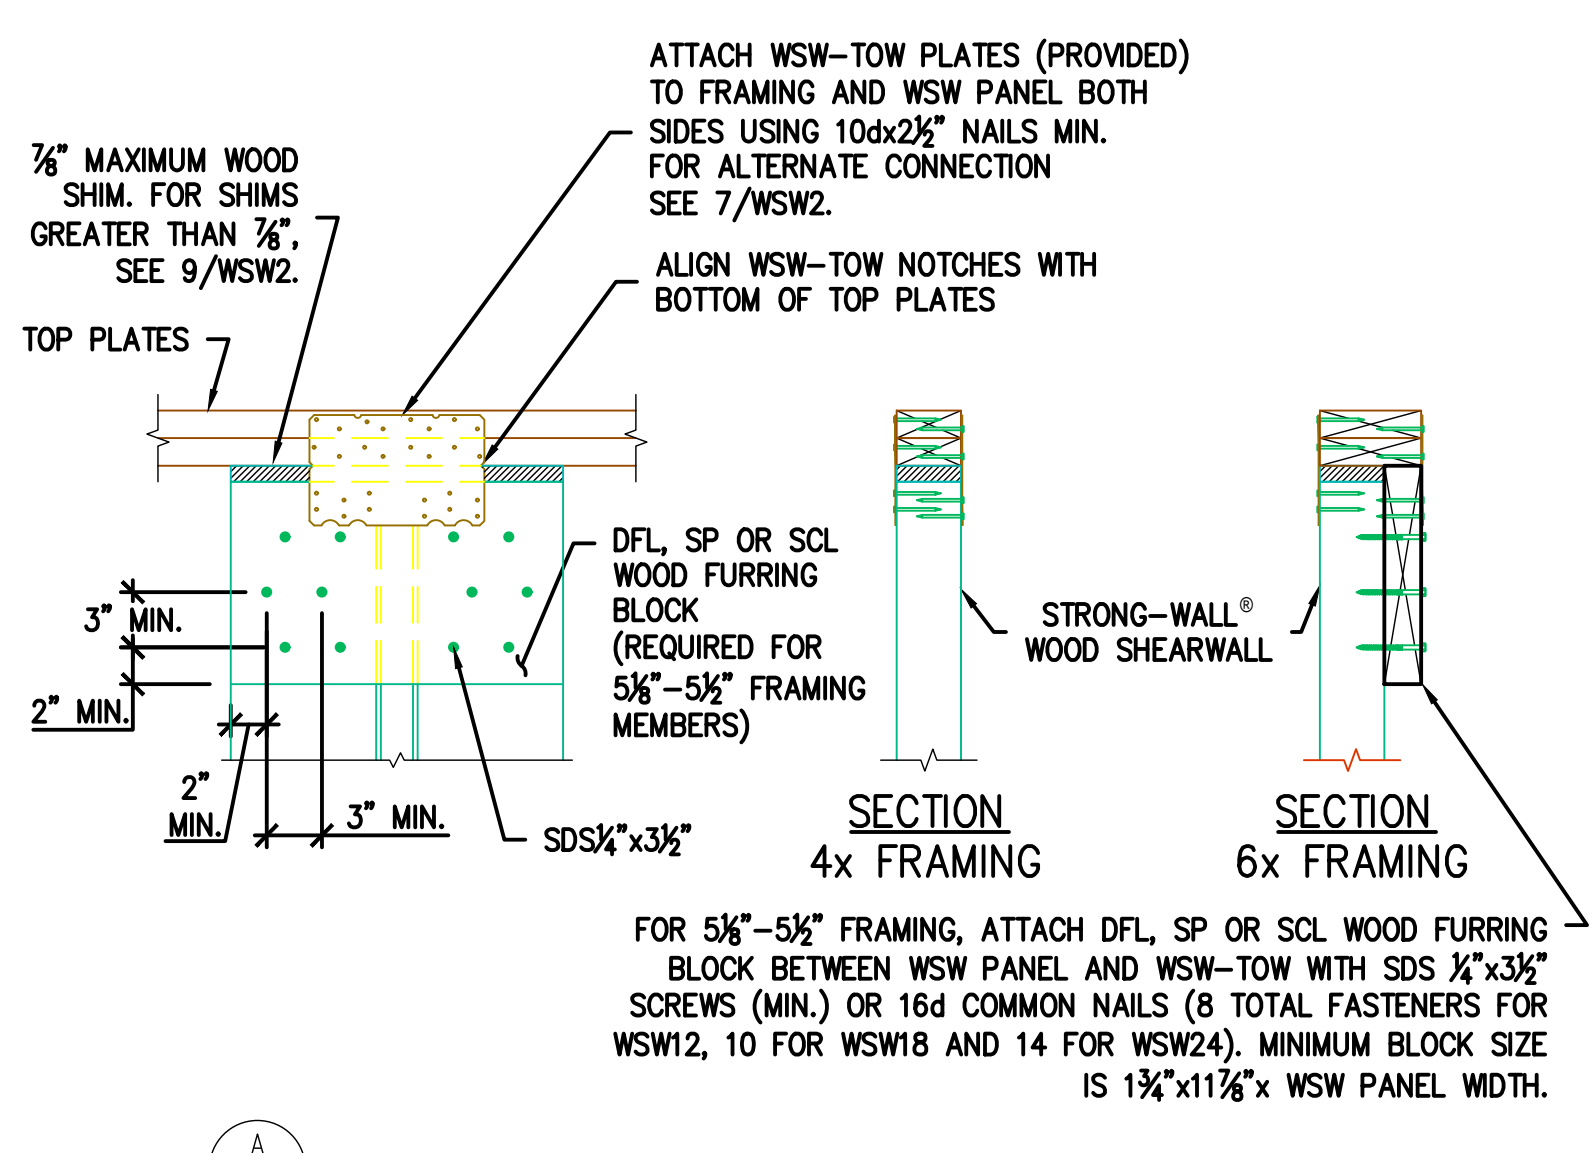 ATTACH WSW-TOW PLATES (PROVIDED)
TO FRAMING AND WSW PANEL BOTH
SIDES USING 10dx2½" NAILS MIN.
FOR ALTERNATE CONNECTION
SEE 7/WSW2.
⅞" MAXIMUM WOOD
SHIM. FOR SHIMS
GREATER THAN ⅞",
SEE 9/WSW2.
ALIGN WSW-TOW NOTCHES WITH
BOTTOM OF TOP PLATES
TOP PLATES
DFL, SP OR SCL
WOOD FURRING
BLOCK
(REQUIRED FOR
5⅛"-5½" FRAMING
MEMBERS)
3" MIN.
2" MIN.
2"
MIN.
3" MIN.
SDS¼"x3½"
STRONG-WALL®
WOOD SHEARWALL
SECTION
4x FRAMING
SECTION
6x FRAMING
FOR 5⅛"-5½" FRAMING, ATTACH DFL, SP OR SCL WOOD FURRING
BLOCK BETWEEN WSW PANEL AND WSW-TOW WITH SDS ¼"x3½"
SCREWS (MIN.) OR 16d COMMON NAILS (8 TOTAL FASTENERS FOR
WSW12, 10 FOR WSW18 AND 14 FOR WSW24). MINIMUM BLOCK SIZE
IS 1¾"x11⅞"x WSW PANEL WIDTH.
A